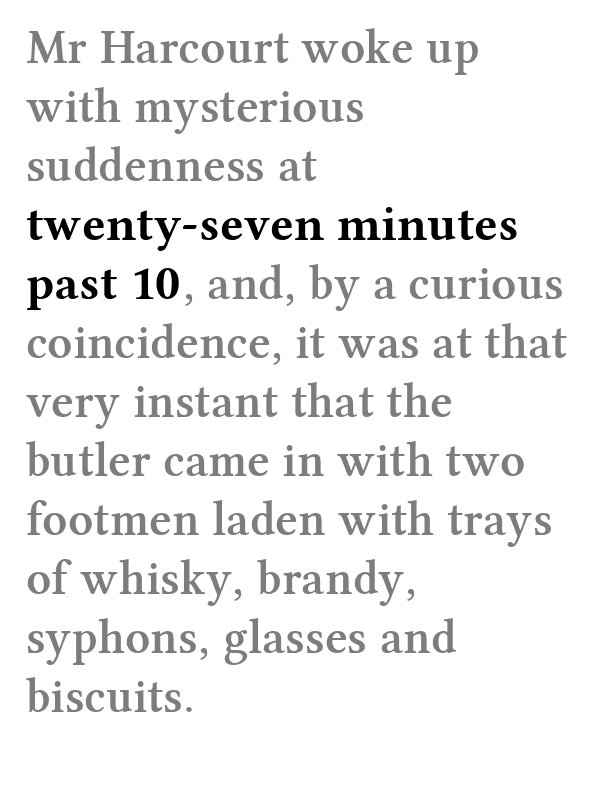 Mr Harcourt woke up
with mysterious
suddenness at
twenty-seven minutes
past 10, and, by a curious
coincidence, it was at that
very instant that the
butler came in with two
footmen laden with trays
of whisky, brandy,
syphons, glasses and
biscuits.